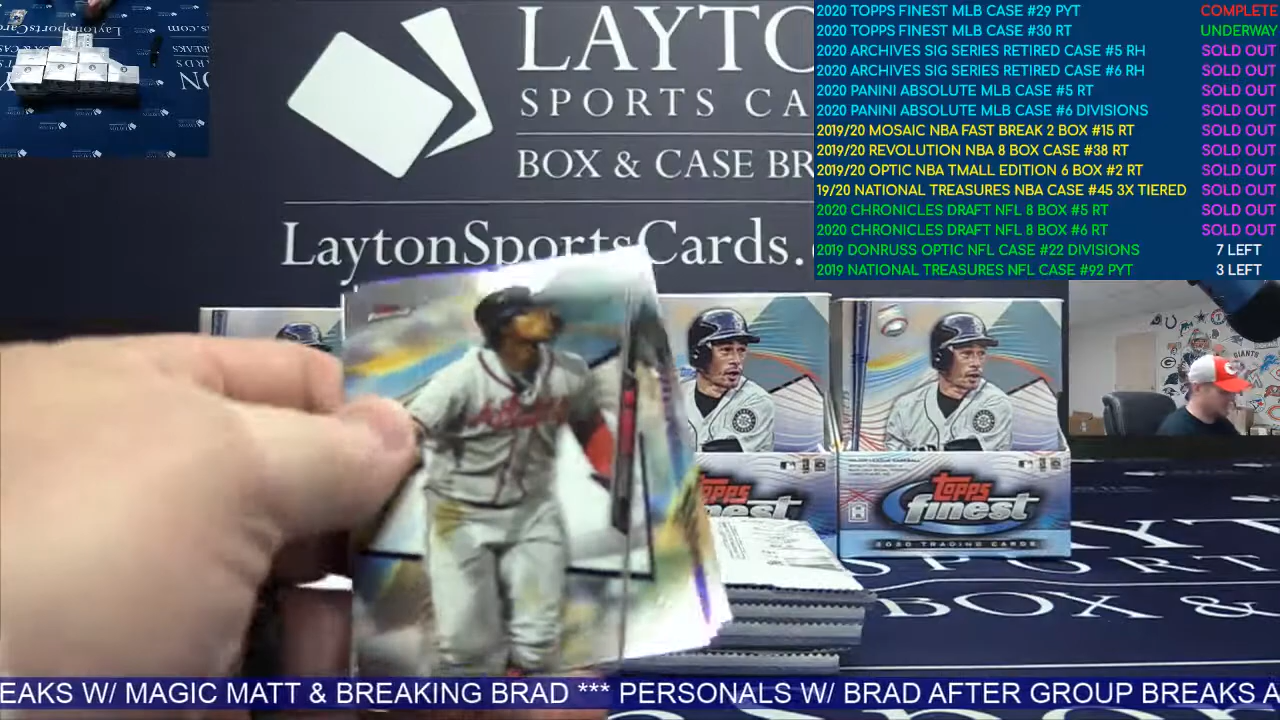 2020 TOPPS FINEST MLB CASE #29 PYT COMPLETE
2020 TOPPS FINEST MLB CASE #30 RT UNDERWAY
2020 ARCHIVES SIG SERIES RETIRED CASE #5 RH SOLD OUT
2020 ARCHIVES SIG SERIES RETIRED CASE #6 RH SOLD OUT
2020 PANINI ABSOLUTE MLB CASE #5 RT SOLD OUT
2020 PANINI ABSOLUTE MLB CASE #6 DIVISIONS SOLD OUT
2019/20 MOSAIC NBA FAST BREAK 2 BOX #15 RT SOLD OUT
2019/20 REVOLUTION NBA 8 BOX CASE #38 RT SOLD OUT
2019/20 OPTIC NBA TMALL EDITION 6 BOX #2 RT SOLD OUT
19/20 NATIONAL TREASURES NBA CASE #45 3X TIERED SOLD OUT
2020 CHRONICLES DRAFT NFL 8 BOX #5 RT SOLD OUT
2020 CHRONICLES DRAFT NFL 8 BOX #6 RT SOLD OUT
2019 DONRUSS OPTIC NFL CASE #22 DIVISIONS 7 LEFT
2019 NATIONAL TREASURES NFL CASE #92 PYT 3 LEFT
LAYTO
SPORTS CA
BOX & CASE BR
LaytonSportsCards.
GIANTS
topps
finest
topps
finest
2020 TRADING CARDS
YT
PORT
BOX &
EAKS W/ MAGIC MATT & BREAKING BRAD *** PERSONALS W/ BRAD AFTER GROUP BREAKS A